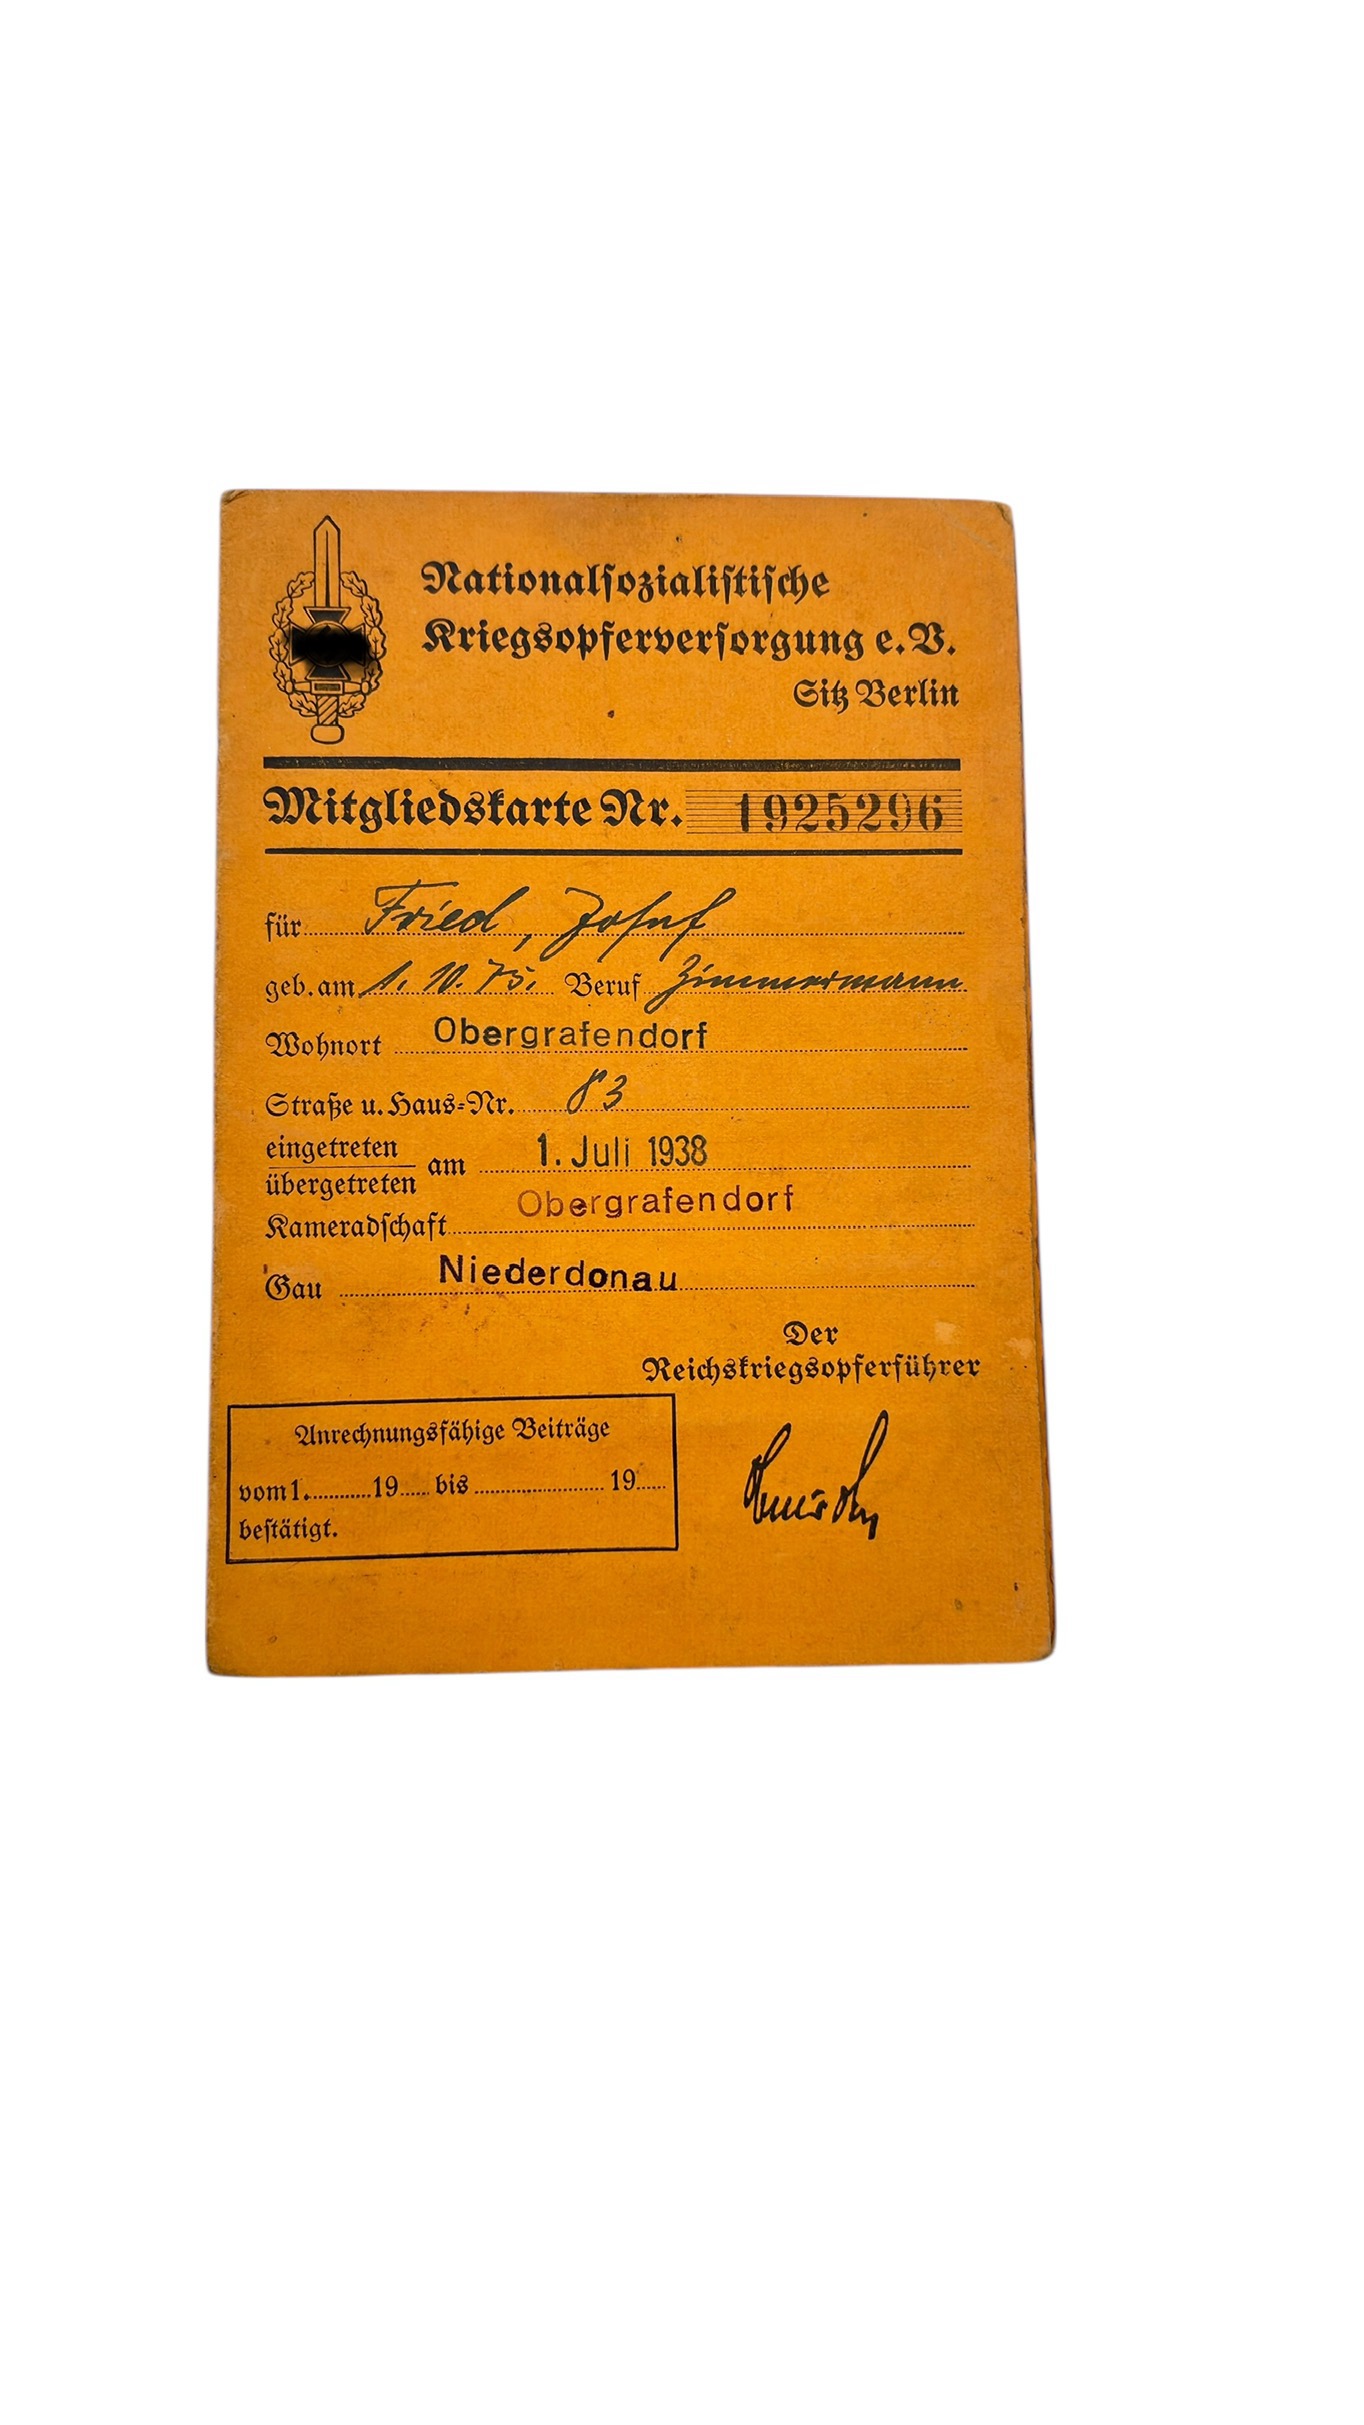 Nationalsozialistische
Kriegsopferversorgung e.V.
Sitz Berlin
Mitgliedskarte Nr. 1925296
für Fried, Josef
geb. am 1. 10. 75. Beruf Zimmermann
Wohnort Obergrafendorf
Straße u. Haus-Nr. 83
eingetreten
übergetreten am 1. Juli 1938
Kameradschaft Obergrafendorf
Gau Niederdonau
Der
Reichskriegsopferführer
Anrechnungsfähige Beiträge
vom 1. 19 bis 19
bestätigt.